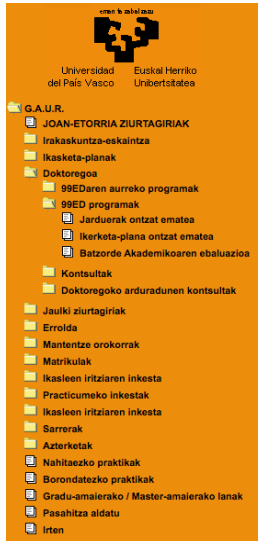 eman ta zabal zazu
Universidad Euskal Herriko
del País Vasco Unibertsitatea
G.A.U.R.
JOAN-ETORRIA ZIURTAGIRIAK
Irakaskuntza-eskaintza
Ikasketa-planak
Doktoregoa
99EDaren aurreko programak
99ED programak
Jarduerak ontzat ematea
Ikerketa-plana ontzat ematea
Batzorde Akademikoaren ebaluazioa
Kontsultak
Doktoregoko arduradunen kontsultak
Jaulki ziurtagiriak
Errolda
Mantentze orokorrak
Matrikulak
Ikasleen iritziaren inkesta
Practicumeko inkestak
Ikasleen iritziaren inkesta
Sarrerak
Azterketak
Nahitaezko praktikak
Borondatezko praktikak
Gradu-amaierako / Master-amaierako lanak
Pasahitza aldatu
Irten